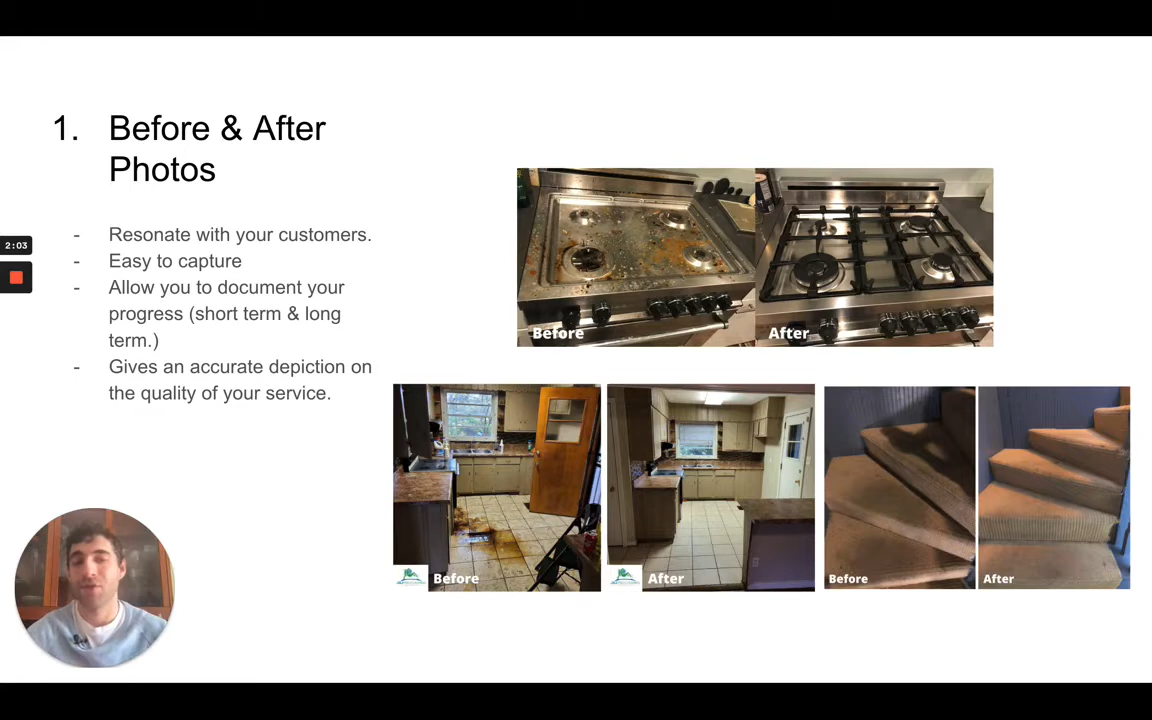 1. Before & After
Photos
- Resonate with your customers.
- Easy to capture
- Allow you to document your
progress (short term & long
term.)
- Gives an accurate depiction on
the quality of your service.
2:03
Before
After
Before
After
Before
After